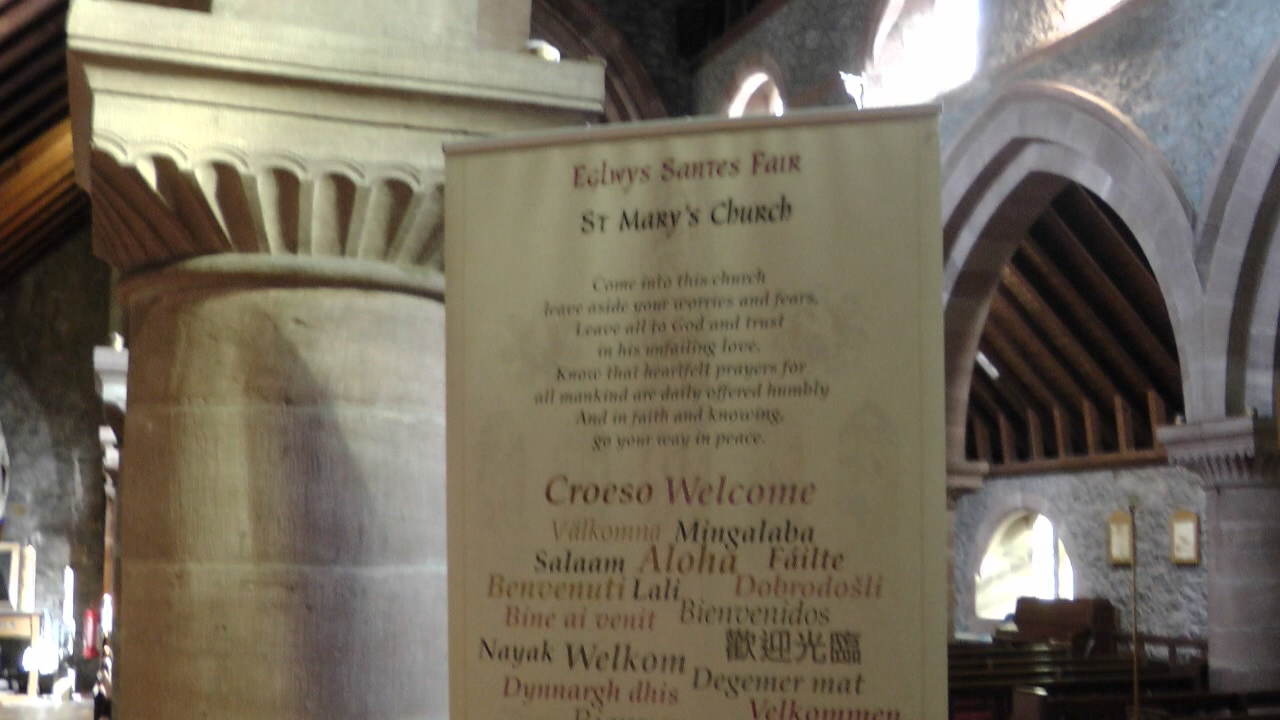 Eglwys Santes Fair
St Mary's Church
Come into this church
leave aside your worries and fears,
Leave all to God and trust
in his unfailing love.
Know that heartfelt prayers for
all mankind are daily offered humbly
And in faith and knowing,
go your way in peace.
Croeso Welcome
Välkomna Mingalaba
Salaam Aloha Fáilte
Benvenuti Lali Dobrodošli
Bine ai venit Bienvenidos
Nayak Welkom 歡迎光臨
Dynnargh dhis Degemer mat
Velkommen